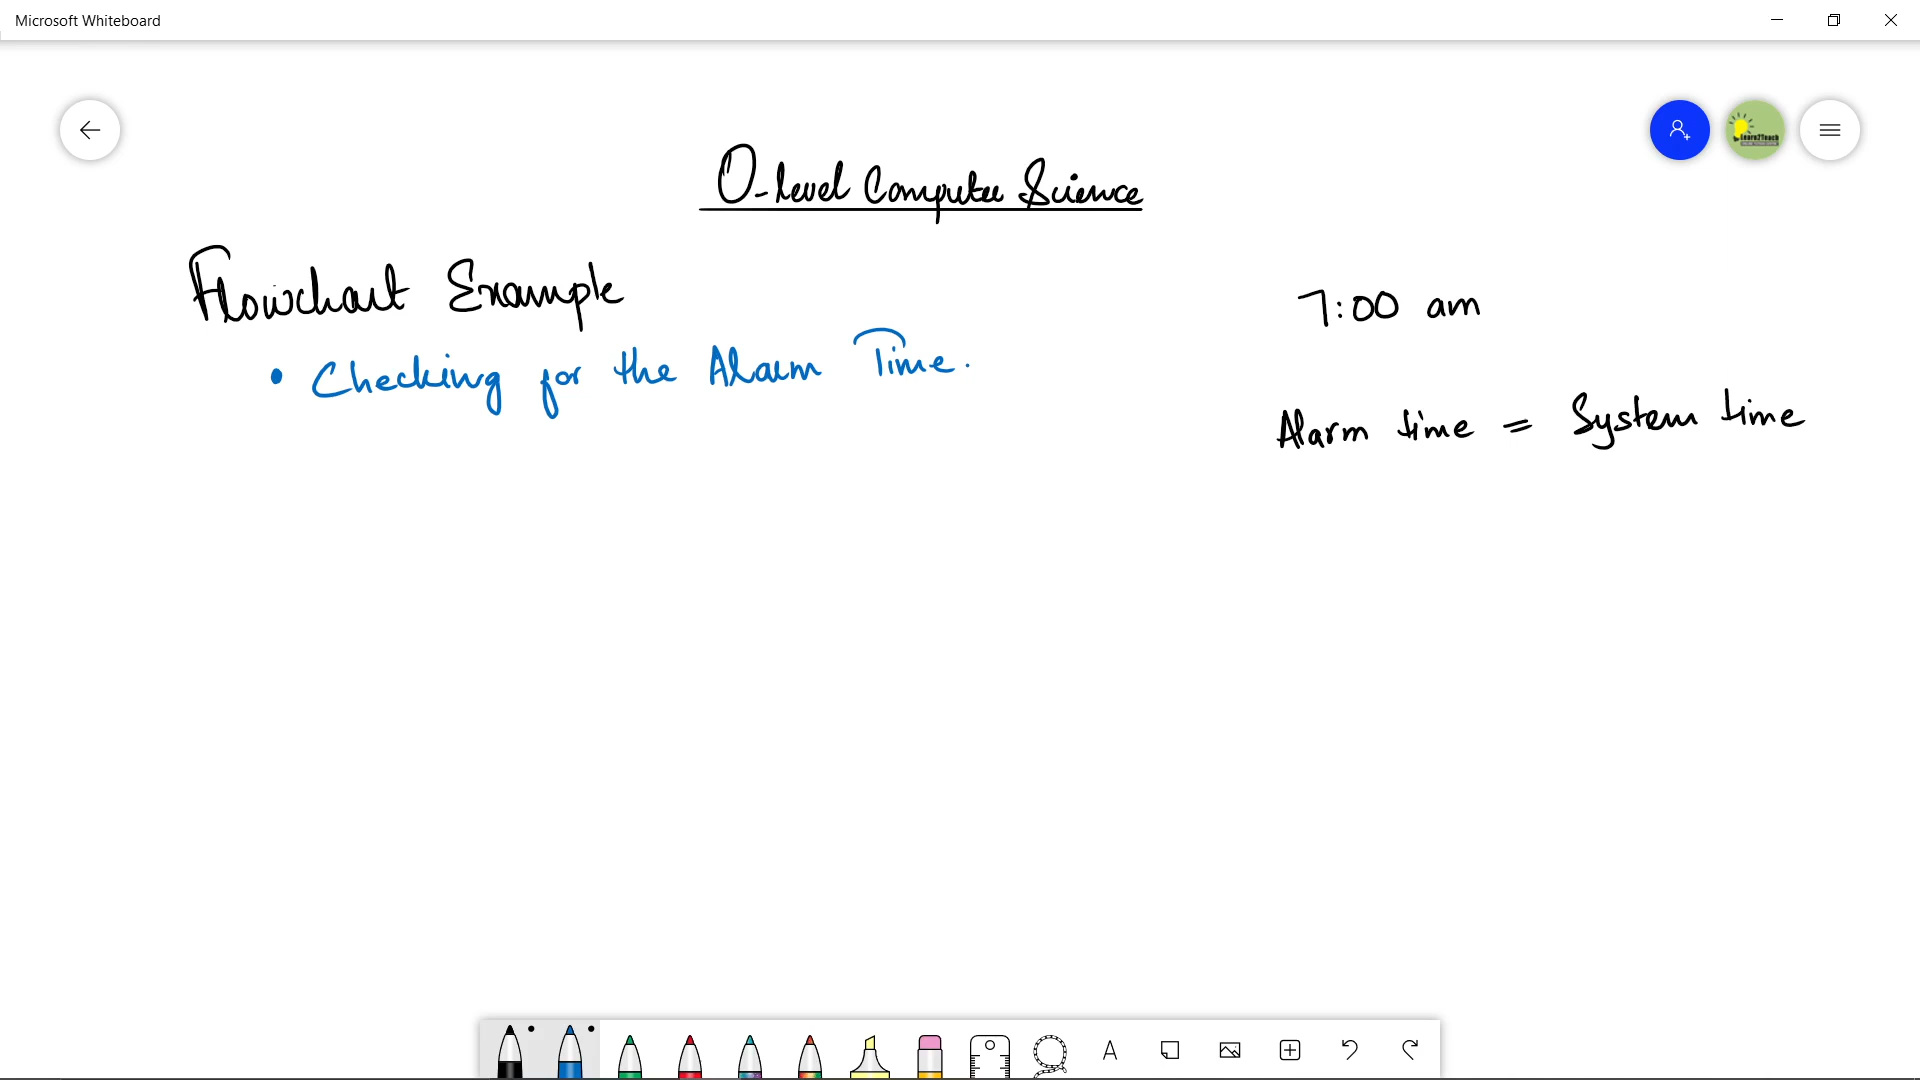 Microsoft Whiteboard
Learn2Teach
O-level Computer Science
Flowchart Example
7:00 am
• Checking for the Alarm Time.
Alarm time = System time
A